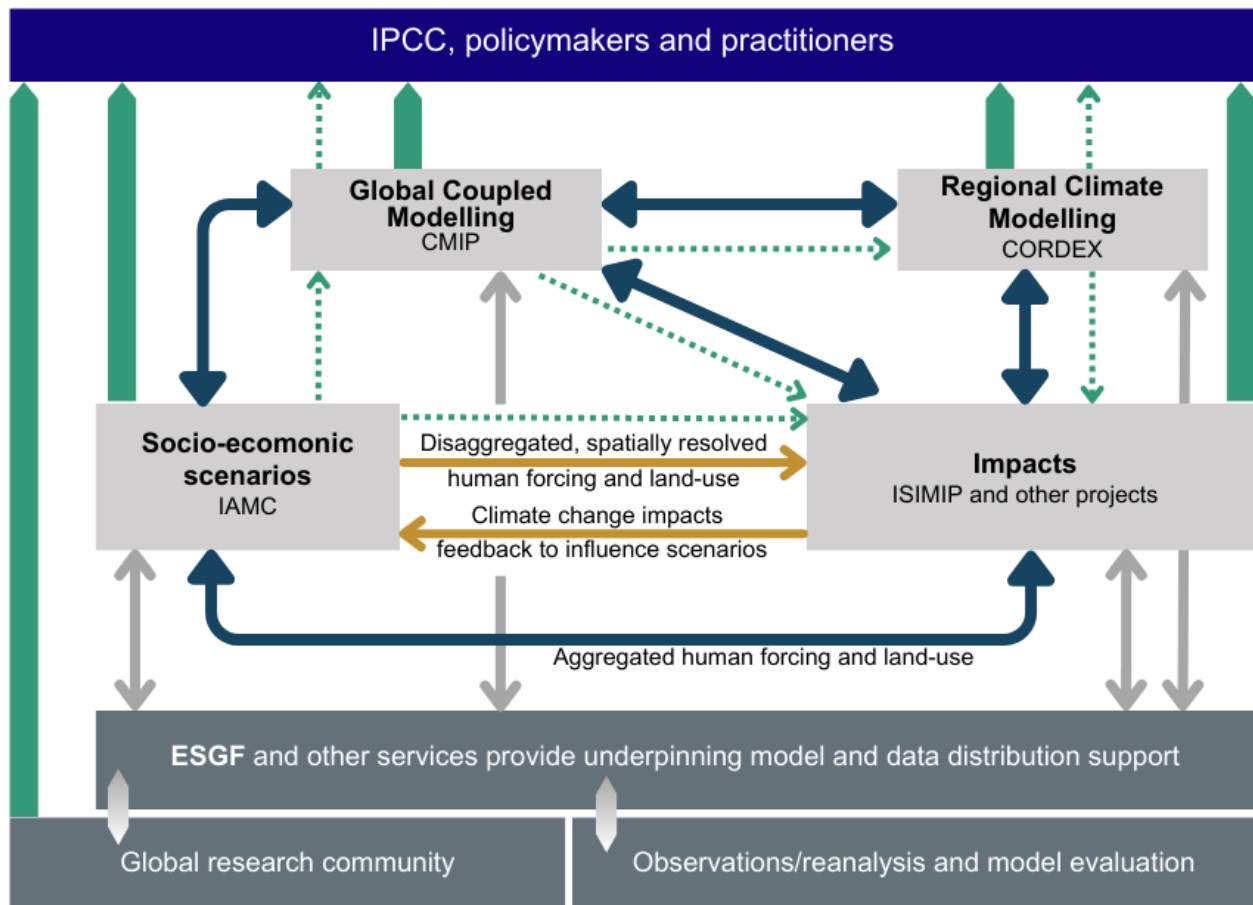 IPCC, policymakers and practitioners
Global Coupled
Modelling
CMIP
Regional Climate
Modelling
CORDEX
Socio-ecomonic
scenarios
IAMC
Disaggregated, spatially resolved
human forcing and land-use
Climate change impacts
feedback to influence scenarios
Impacts
ISIMIP and other projects
Aggregated human forcing and land-use
ESGF and other services provide underpinning model and data distribution support
Global research community
Observations/reanalysis and model evaluation